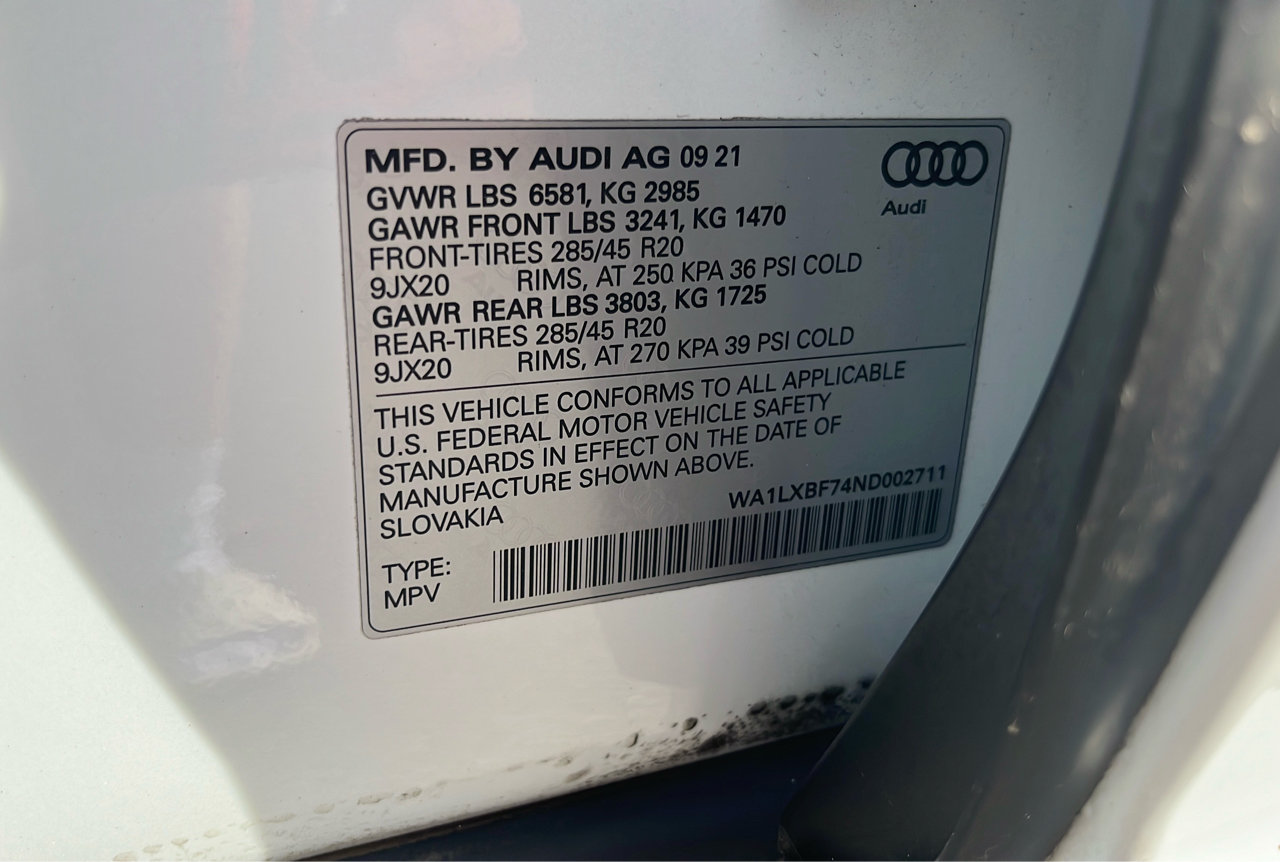 MFD. BY AUDI AG 09 21
GVWR LBS 6581, KG 2985
GAWR FRONT LBS 3241, KG 1470
FRONT-TIRES 285/45 R20
9JX20 RIMS, AT 250 KPA 36 PSI COLD
GAWR REAR LBS 3803, KG 1725
REAR-TIRES 285/45 R20
9JX20 RIMS, AT 270 KPA 39 PSI COLD
Audi
THIS VEHICLE CONFORMS TO ALL APPLICABLE
U.S. FEDERAL MOTOR VEHICLE SAFETY
STANDARDS IN EFFECT ON THE DATE OF
MANUFACTURE SHOWN ABOVE.
SLOVAKIA
WA1LXBF74ND002711
TYPE:
MPV